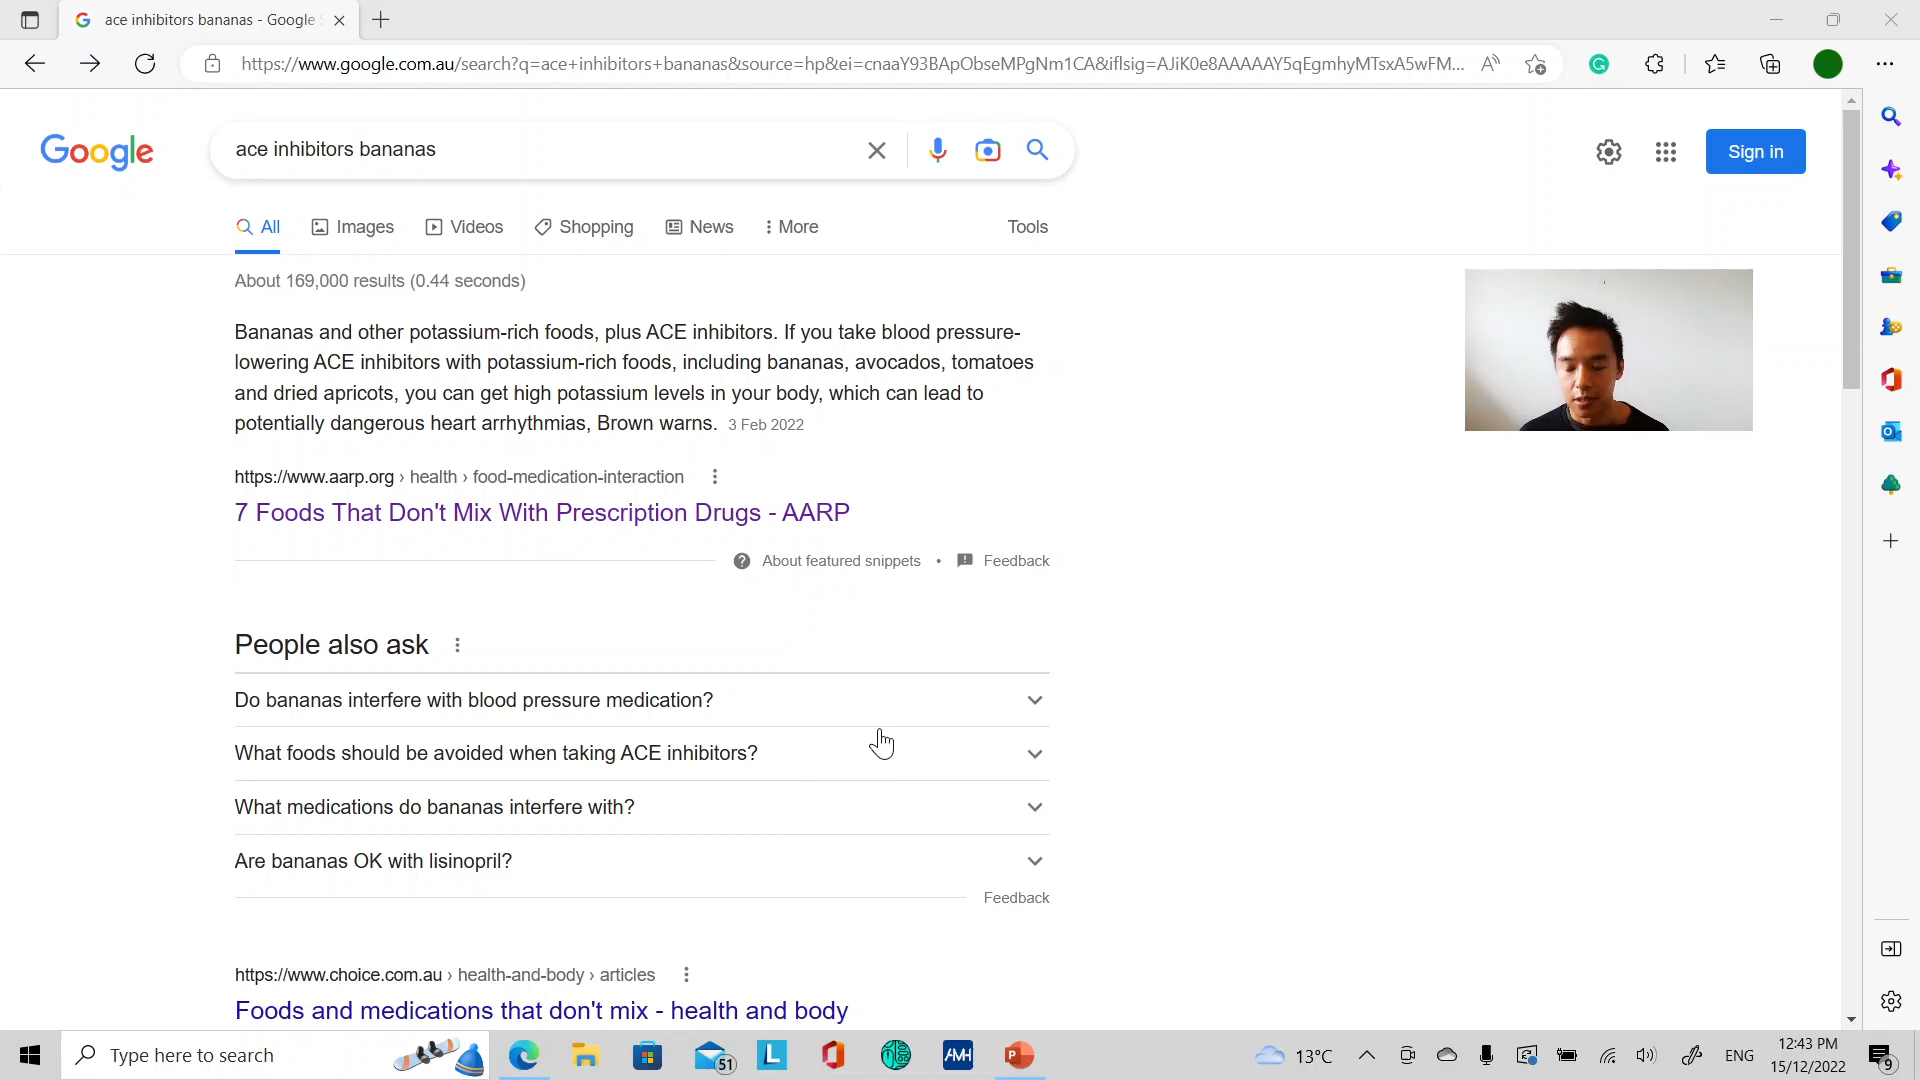 ace inhibitors bananas - Google
https://www.google.com.au/search?q=ace+inhibitors+bananas&source=hp&ei=cnaaY93BApObseMPgNm1CA&iflsig=AJiK0e8AAAAAY5qEgmhyMTsxA5wFM...
Google
ace inhibitors bananas
Sign in
All Images Videos Shopping News More Tools
About 169,000 results (0.44 seconds)
Bananas and other potassium-rich foods, plus ACE inhibitors. If you take blood pressure-
lowering ACE inhibitors with potassium-rich foods, including bananas, avocados, tomatoes
and dried apricots, you can get high potassium levels in your body, which can lead to
potentially dangerous heart arrhythmias, Brown warns. 3 Feb 2022
https://www.aarp.org › health › food-medication-interaction
7 Foods That Don't Mix With Prescription Drugs - AARP
About featured snippets • Feedback
People also ask
Do bananas interfere with blood pressure medication?
What foods should be avoided when taking ACE inhibitors?
What medications do bananas interfere with?
Are bananas OK with lisinopril?
Feedback
https://www.choice.com.au › health-and-body › articles
Foods and medications that don't mix - health and body
Type here to search
51
L
AMH
P
13°C
ENG
12:43 PM
15/12/2022
9